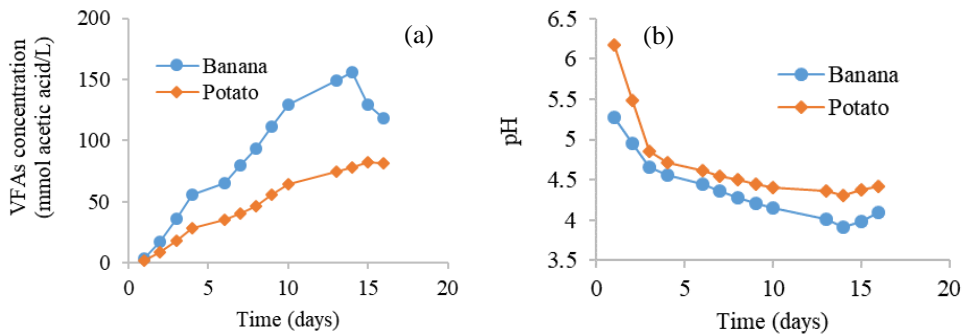 200
150
100
50
0
VFAs concentration
(mmol acetic acid/L)
(a)
Banana
Potato
0 5 10 15 20
Time (days)
6.5
6
5.5
5
4.5
4
3.5
pH
(b)
Banana
Potato
0 5 10 15 20
Time (days)